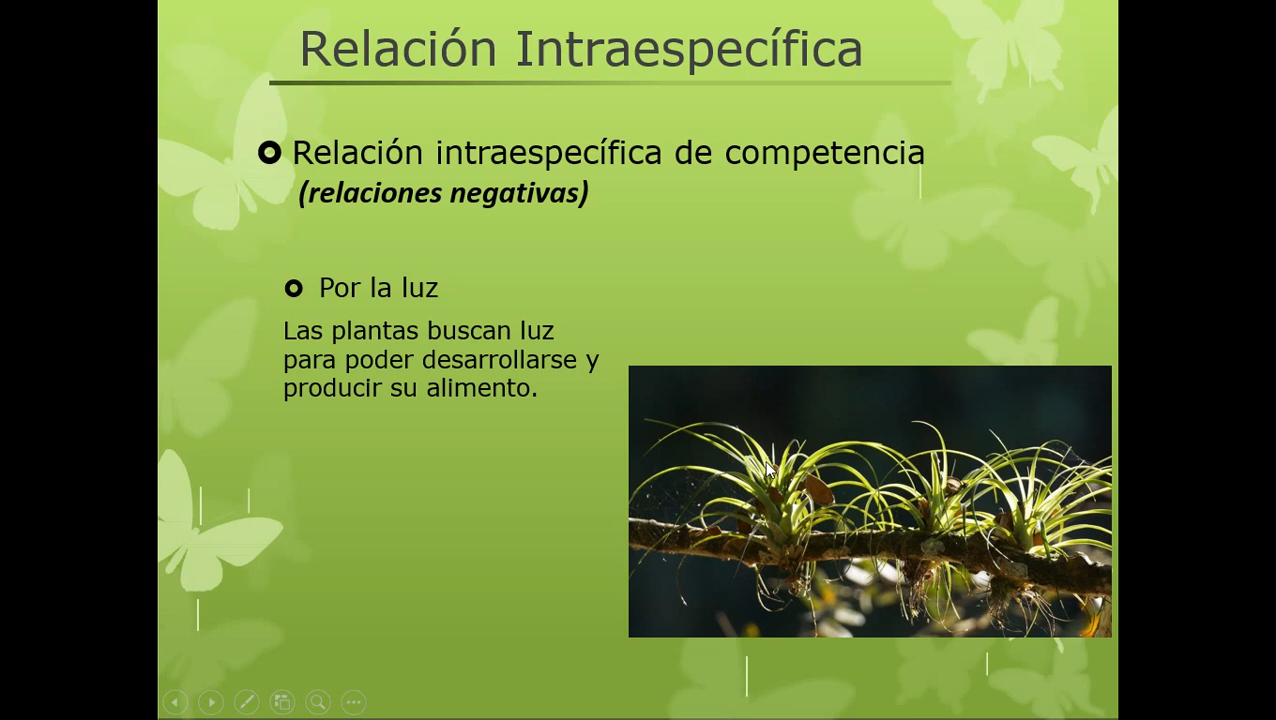 Relación Intraespecífica
Relación intraespecífica de competencia
(relaciones negativas)
Por la luz
Las plantas buscan luz
para poder desarrollarse y
producir su alimento.